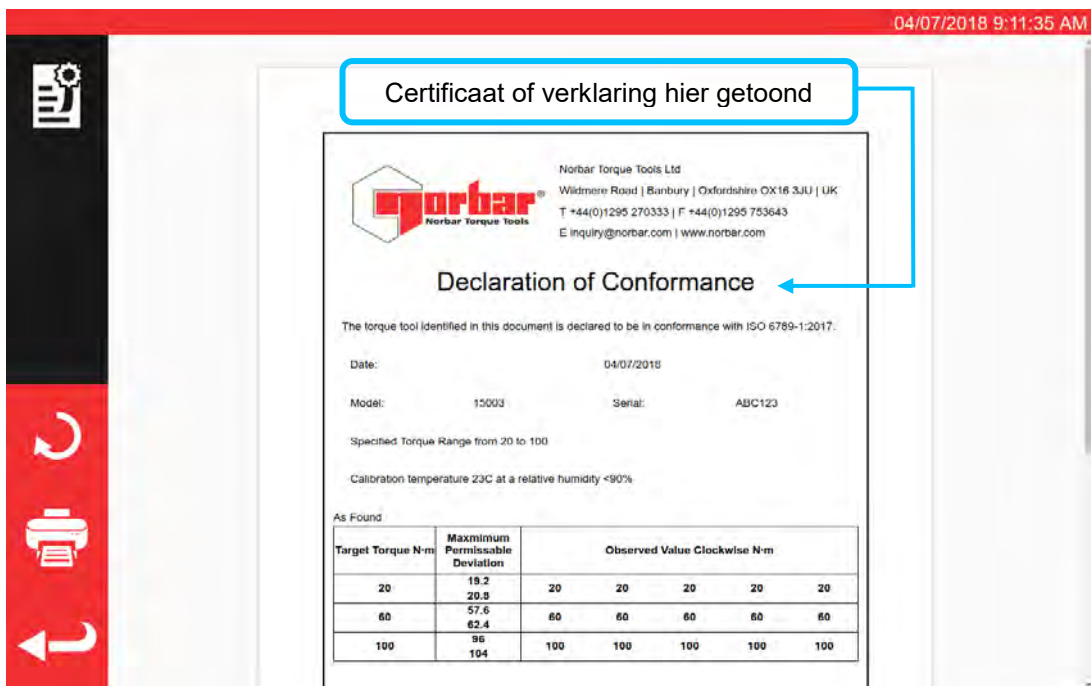 04/07/2018 9:11:35 AM
Certificaat of verklaring hier getoond
norbar®
Norbar Torque Tools
Norbar Torque Tools Ltd
Wildmere Road | Banbury | Oxfordshire OX16 3JU | UK
T +44(0)1295 270333 | F +44(0)1295 753643
E inquiry@norbar.com | www.norbar.com
Declaration of Conformance
The torque tool identified in this document is declared to be in conformance with ISO 6789-1:2017.
Date: 04/07/2018
Model: 15003 Serial: ABC123
Specified Torque Range from 20 to 100
Calibration temperature 23C at a relative humidity <90%
As Found
Target Torque N·m Maxmimum Permissable Deviation Observed Value Clockwise N·m
20 19.2 20.8 20 20 20 20 20
60 57.6 62.4 60 60 60 60 60
100 96 104 100 100 100 100 100